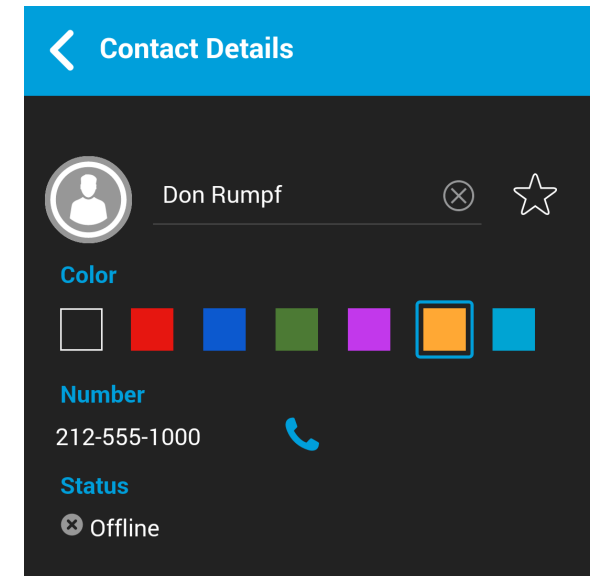 Contact Details
Don Rumpf
Color
Number
212-555-1000
Status
Offline